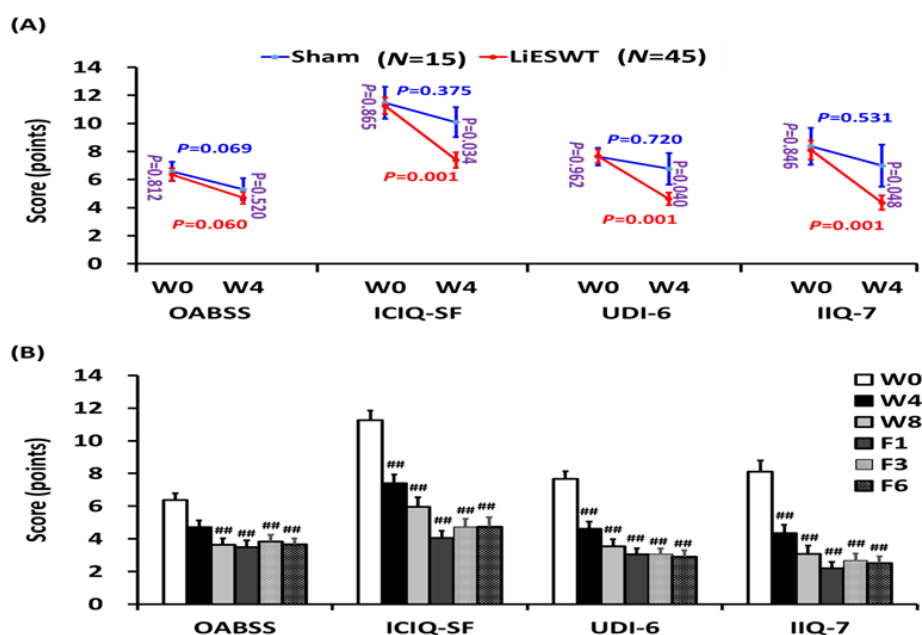 (A)
Sham (N=15) LiESWT (N=45)
14
12
10
8
6
4
2
0
Score (points)
P=0.812
P=0.069
P=0.520
P=0.060
P=0.865
P=0.375
P=0.034
P=0.001
P=0.962
P=0.720
P=0.040
P=0.001
P=0.846
P=0.531
P=0.048
P=0.001
W0 W4 W0 W4 W0 W4 W0 W4
OABSS ICIQ-SF UDI-6 IIQ-7
(B)
14
12
10
8
6
4
2
0
Score (points)
W0
W4
W8
F1
F3
F6
## ## ## ##
## ## ## ## ##
## ## ## ## ##
## ## ## ## ##
OABSS ICIQ-SF UDI-6 IIQ-7